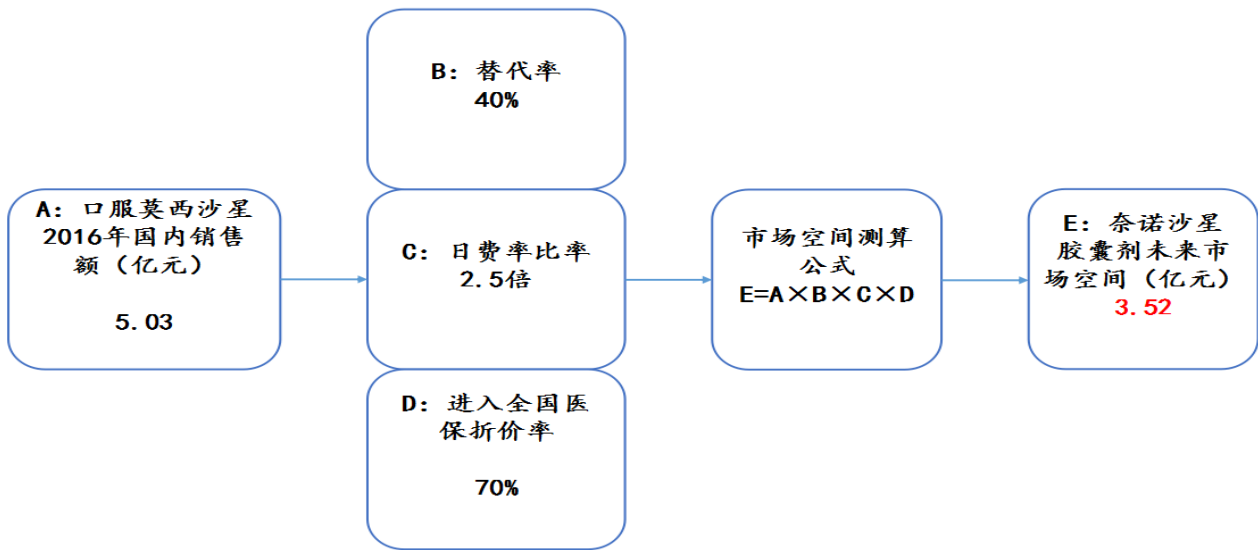 A：口服莫西沙星
2016年国内销售
额（亿元）
5.03
B：替代率
40%
C：日费率比率
2.5倍
D：进入全国医
保折价率
70%
市场空间测算
公式
E=A×B×C×D
E：奈诺沙星
胶囊剂未来市
场空间（亿元）
3.52